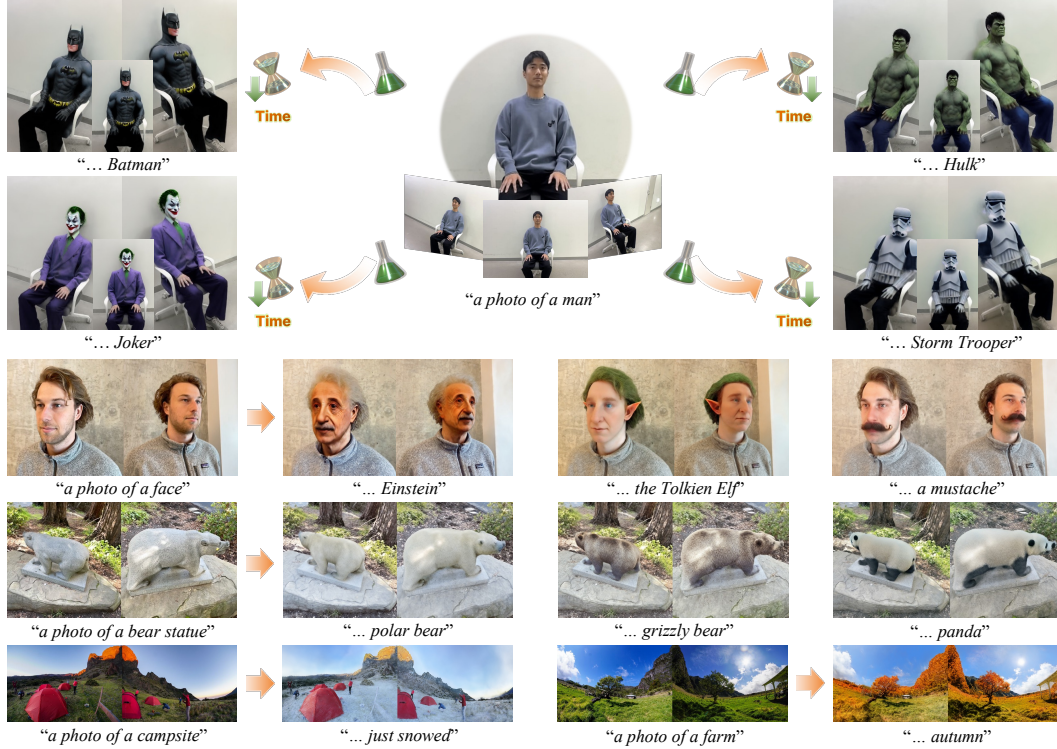 Time
Time
"... Batman"
"... Hulk"
"a photo of a man"
Time
Time
"... Joker"
"... Storm Trooper"
"a photo of a face"
"... Einstein"
"... the Tolkien Elf"
"... a mustache"
"a photo of a bear statue"
"... polar bear"
"... grizzly bear"
"... panda"
"a photo of a campsite"
"... just snowed"
"a photo of a farm"
"... autumn"